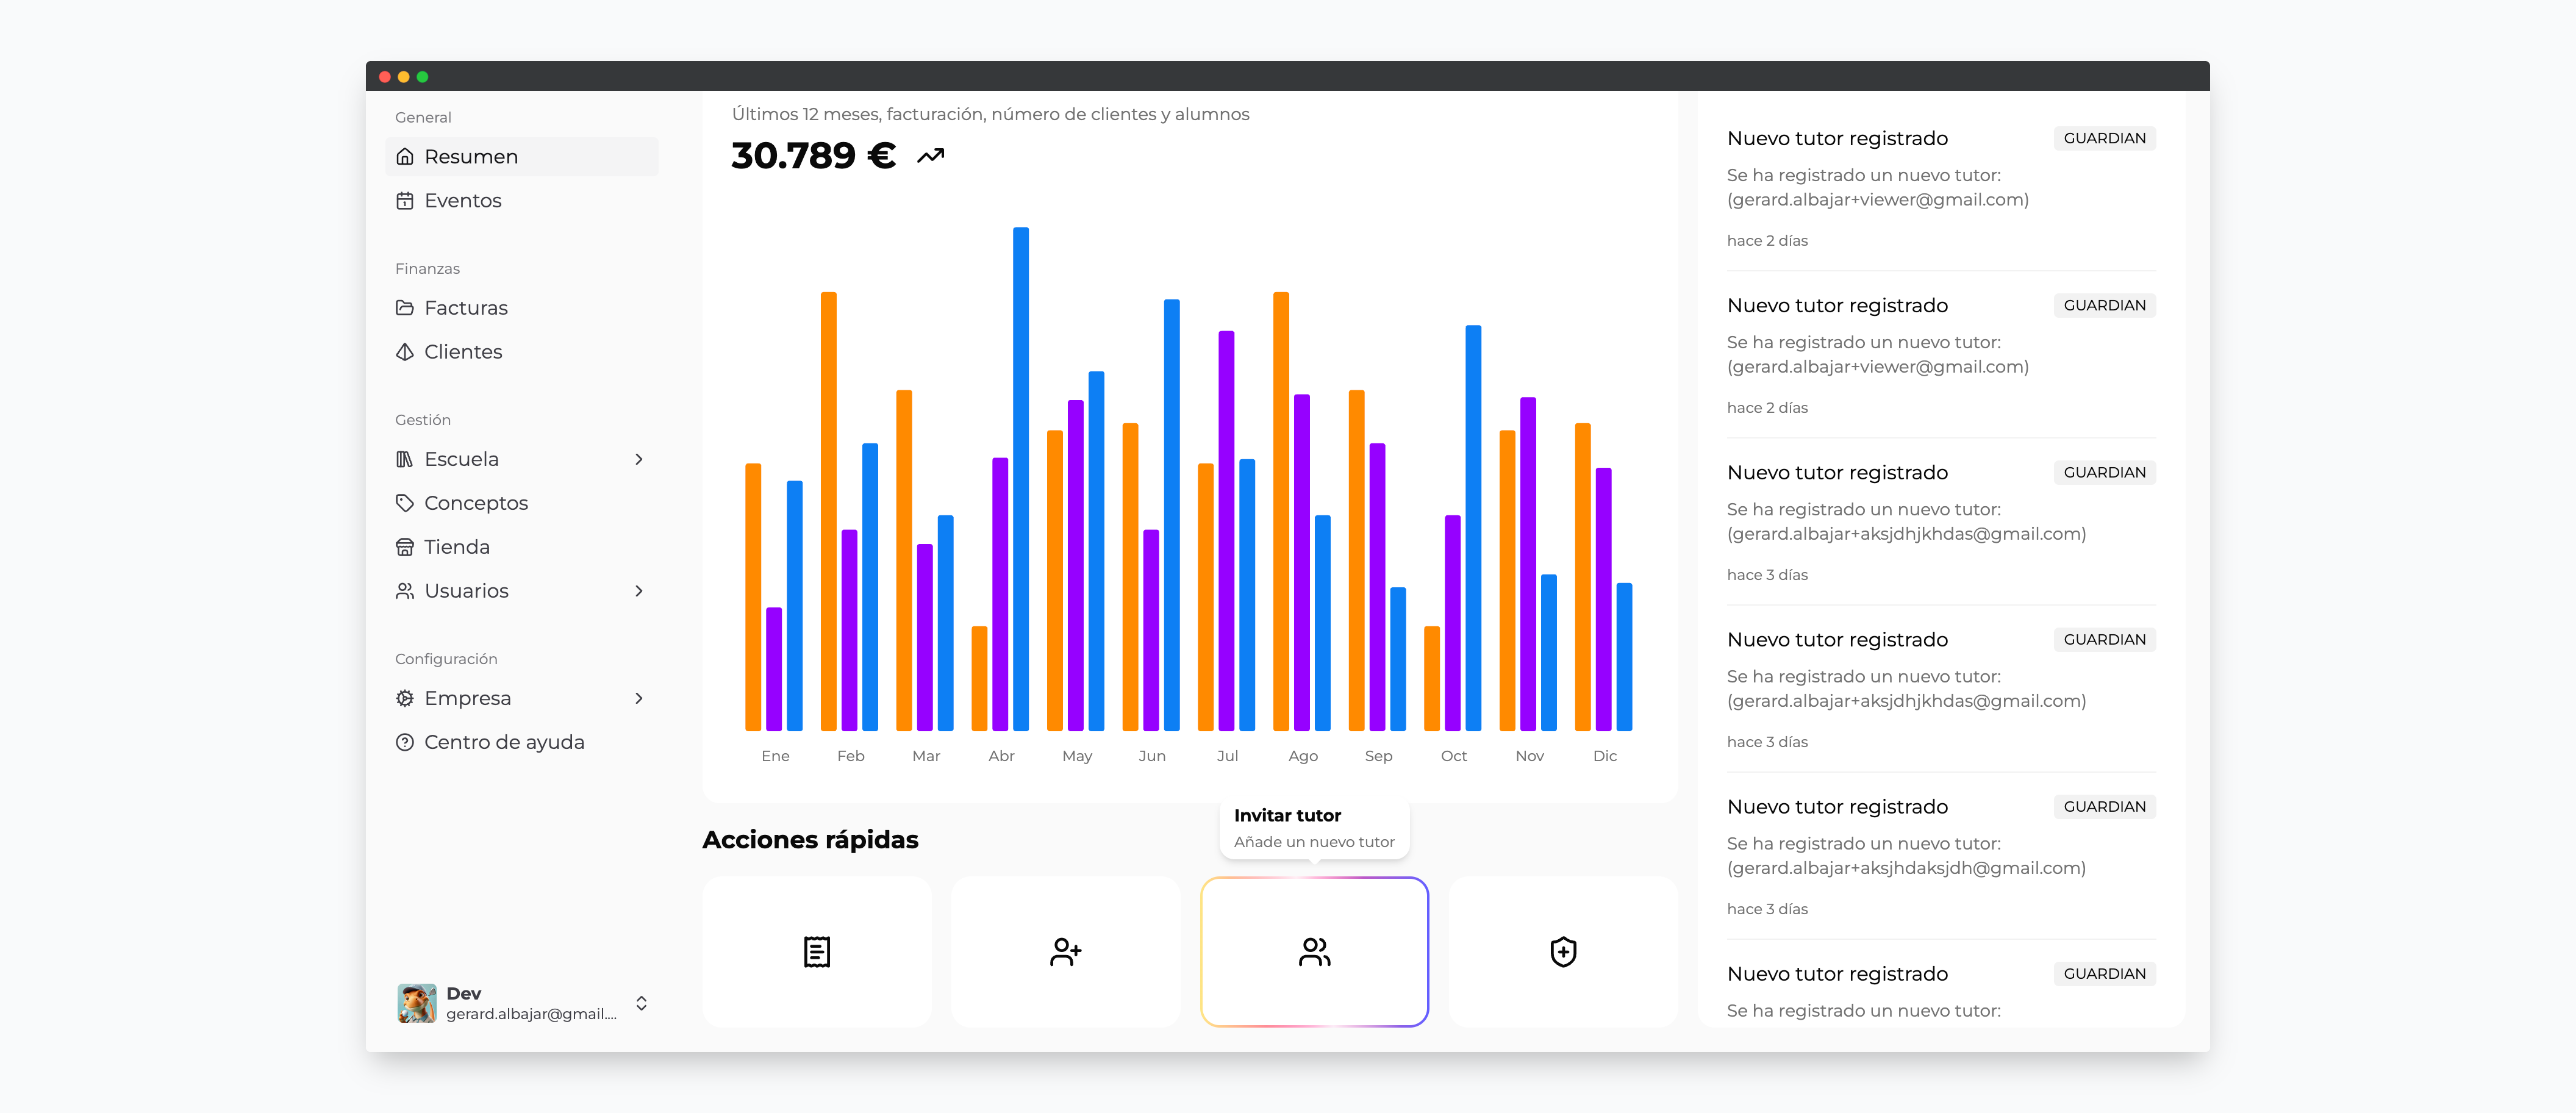 General
Resumen
Eventos
Finanzas
Facturas
Clientes
Gestión
Escuela
Conceptos
Tienda
Usuarios
Configuración
Empresa
Centro de ayuda
Dev
gerard.albajar@gmail....
Últimos 12 meses, facturación, número de clientes y alumnos
30.789 €
Ene Feb Mar Abr May Jun Jul Ago Sep Oct Nov Dic
Acciones rápidas
Invitar tutor
Añade un nuevo tutor
Nuevo tutor registrado GUARDIAN
Se ha registrado un nuevo tutor:
(gerard.albajar+viewer@gmail.com)
hace 2 días
Nuevo tutor registrado GUARDIAN
Se ha registrado un nuevo tutor:
(gerard.albajar+viewer@gmail.com)
hace 2 días
Nuevo tutor registrado GUARDIAN
Se ha registrado un nuevo tutor:
(gerard.albajar+aksjdhjkhdas@gmail.com)
hace 3 días
Nuevo tutor registrado GUARDIAN
Se ha registrado un nuevo tutor:
(gerard.albajar+aksjdhjkhdas@gmail.com)
hace 3 días
Nuevo tutor registrado GUARDIAN
Se ha registrado un nuevo tutor:
(gerard.albajar+aksjhdaksjdh@gmail.com)
hace 3 días
Nuevo tutor registrado GUARDIAN
Se ha registrado un nuevo tutor: